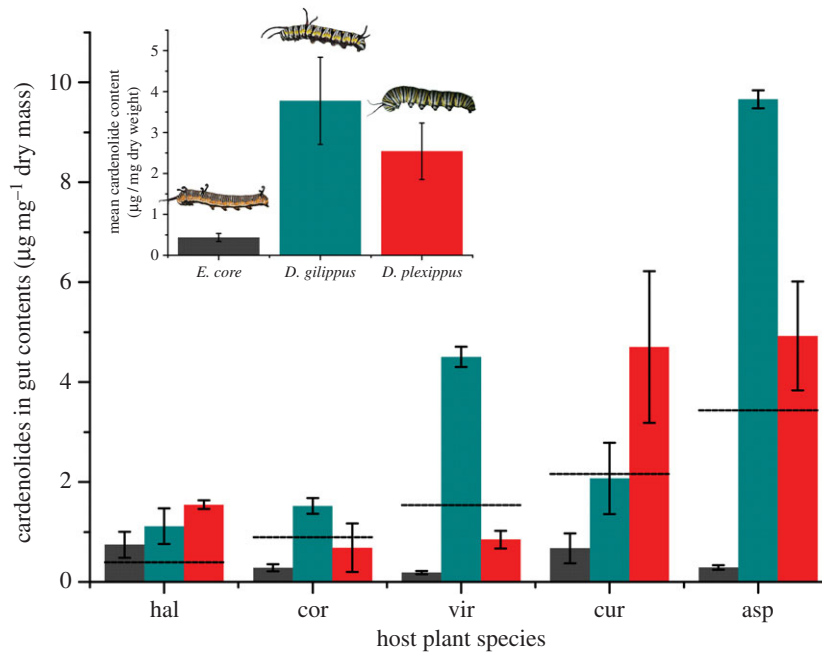 mean cardenolide content
(µg / mg dry weight)
5
4
3
2
1
0
E. core
D. gilippus
D. plexippus
cardenolides in gut contents (µg mg⁻¹ dry mass)
10
8
6
4
2
0
hal
cor
vir
cur
asp
host plant species